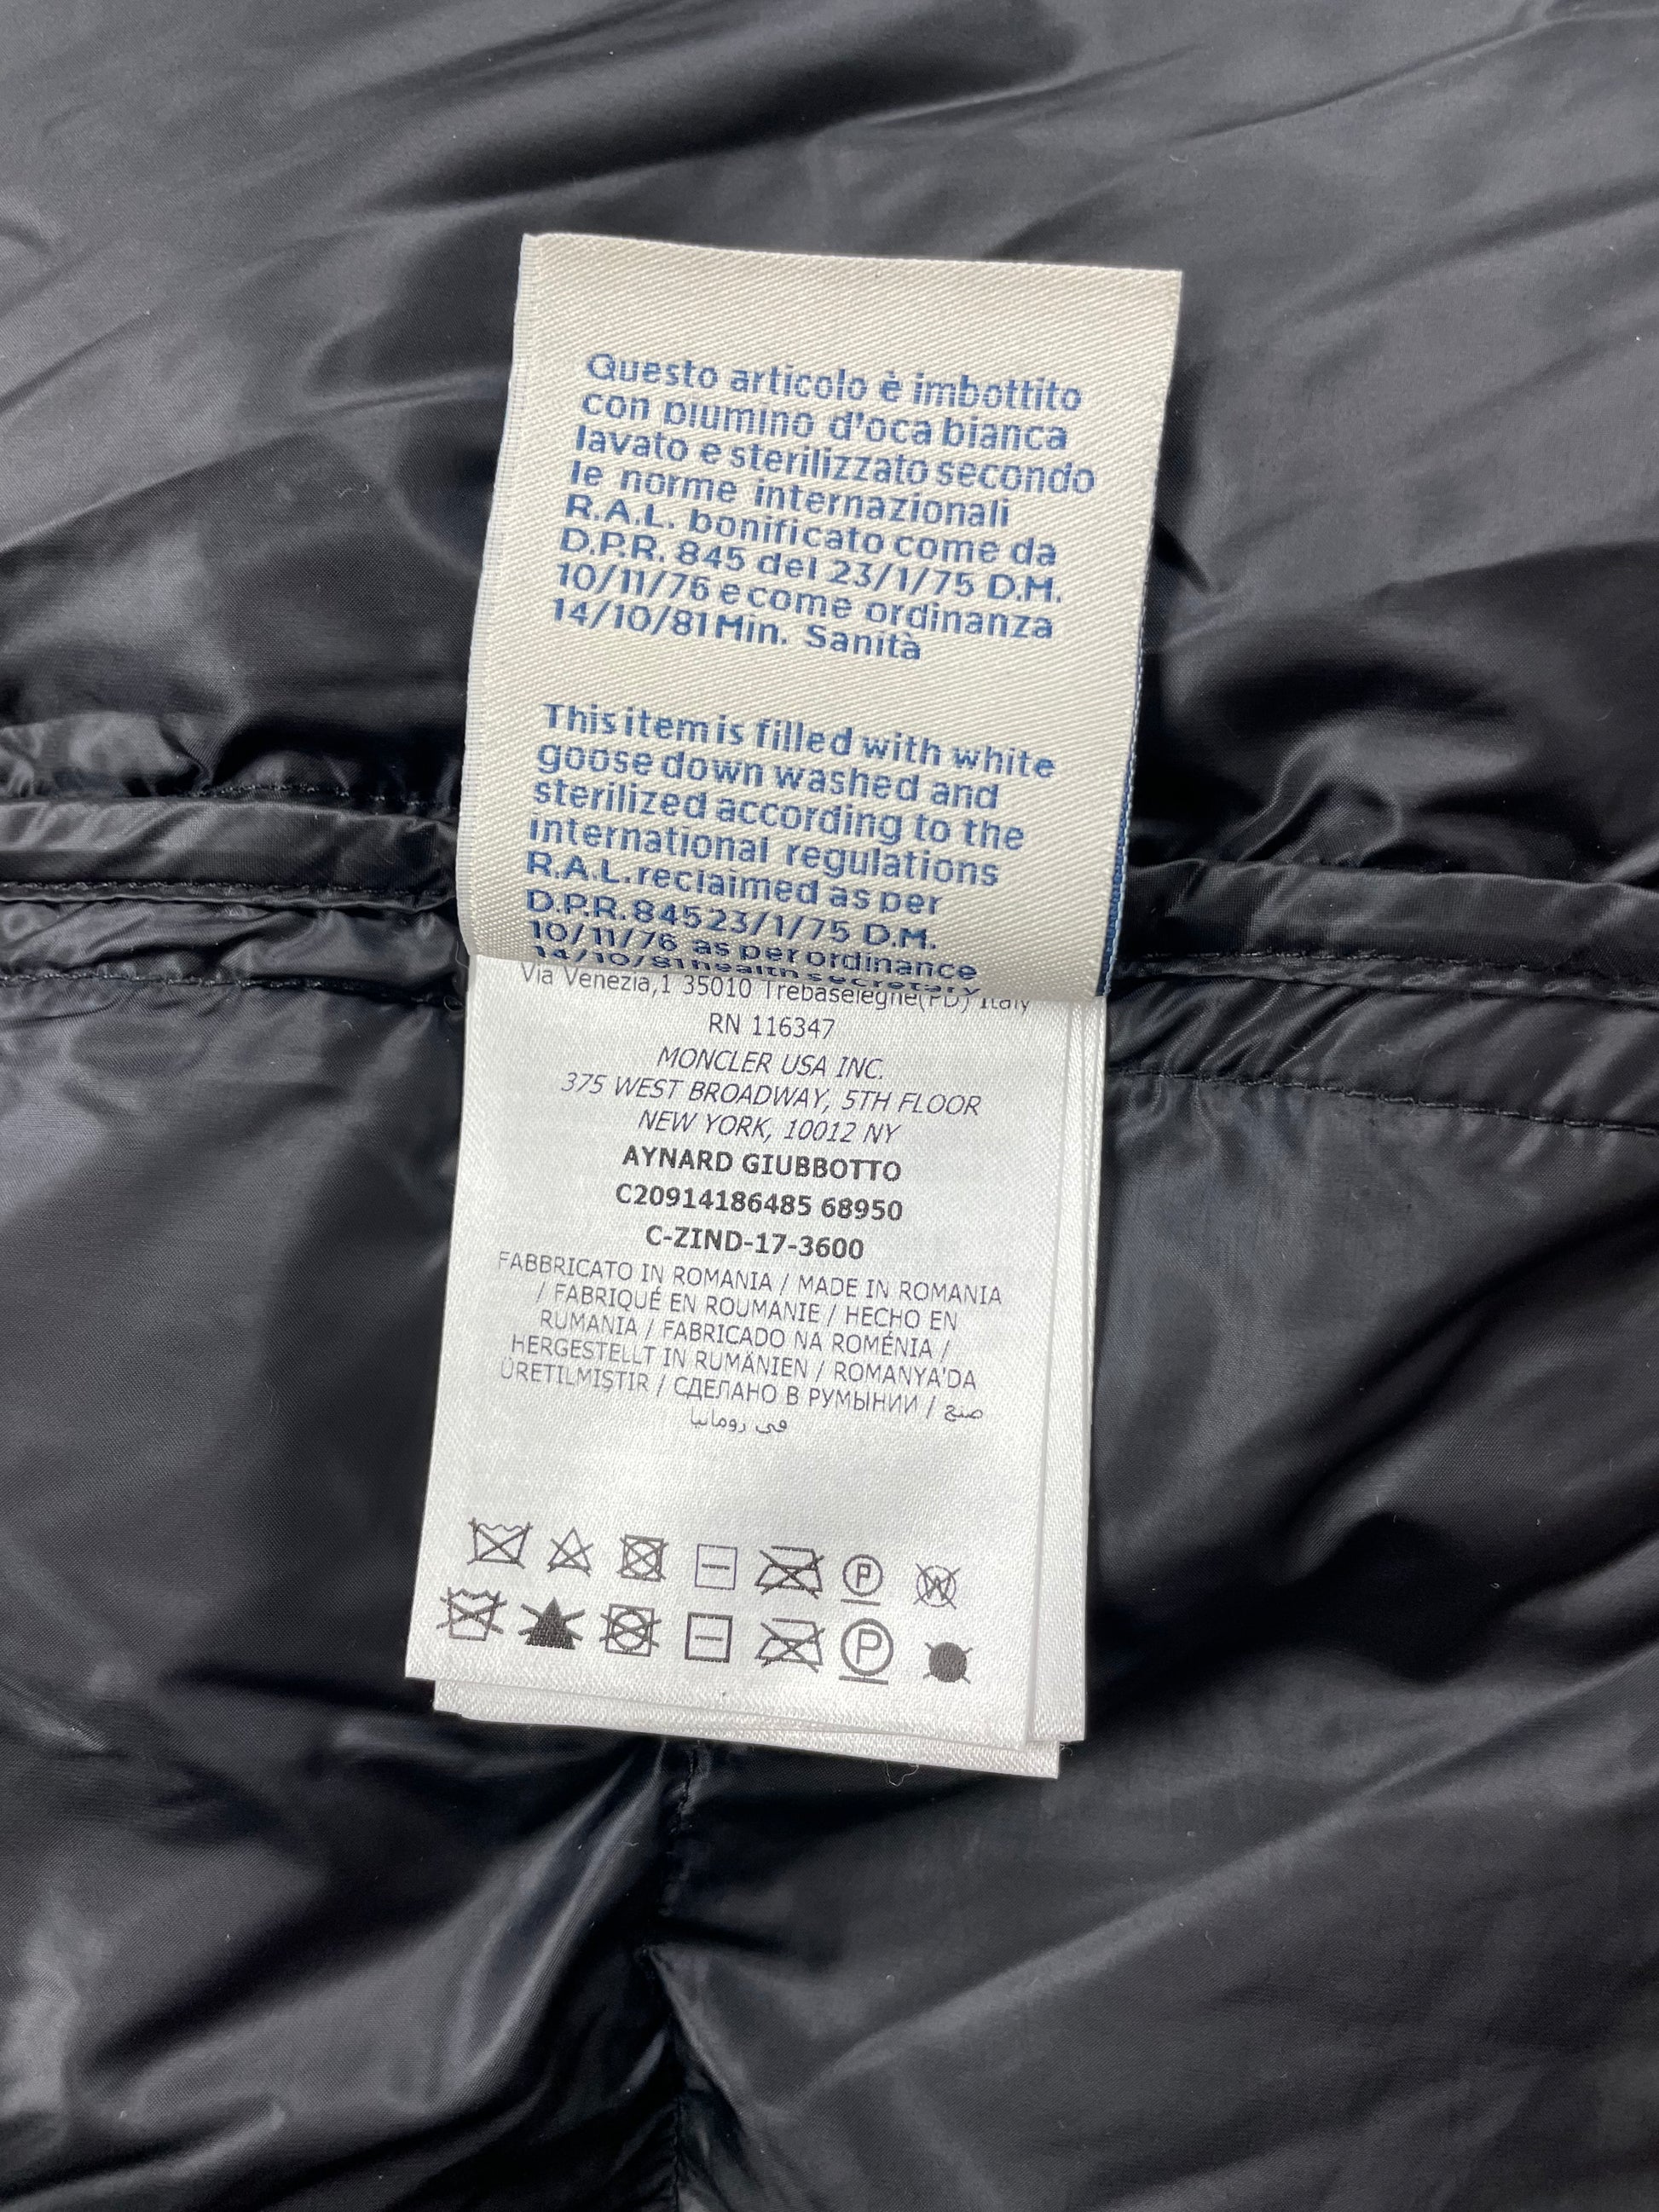 Questo articolo è imbottito
con piumino d'oca bianca
lavato e sterilizzato secondo
le norme internazionali
R.A.L. bonificato come da
D.P.R. 845 del 23/1/75 D.M.
10/11/76 e come ordinanza
14/10/81 Min. Sanità
This item is filled with white
goose down washed and
sterilized according to the
international regulations
R.A.L. reclaimed as per
D.P.R. 845 23/1/75 D.M.
10/11/76 as per ordinance
14/10/81 health secretary
Via Venezia,1 35010 Trebaseleghe(PD) Italy
RN 116347
MONCLER USA INC.
375 WEST BROADWAY, 5TH FLOOR
NEW YORK, 10012 NY
AYNARD GIUBBOTTO
C20914186485 68950
C-ZIND-17-3600
FABBRICATO IN ROMANIA / MADE IN ROMANIA
/ FABRIQUÉ EN ROUMANIE / HECHO EN
RUMANIA / FABRICADO NA ROMÉNIA /
HERGESTELLT IN RUMÄNIEN / ROMANYA'DA
ÜRETILMIŞTIR / СДЕЛАНО В РУМЫНИИ / صنع
في رومانيا
P W
P